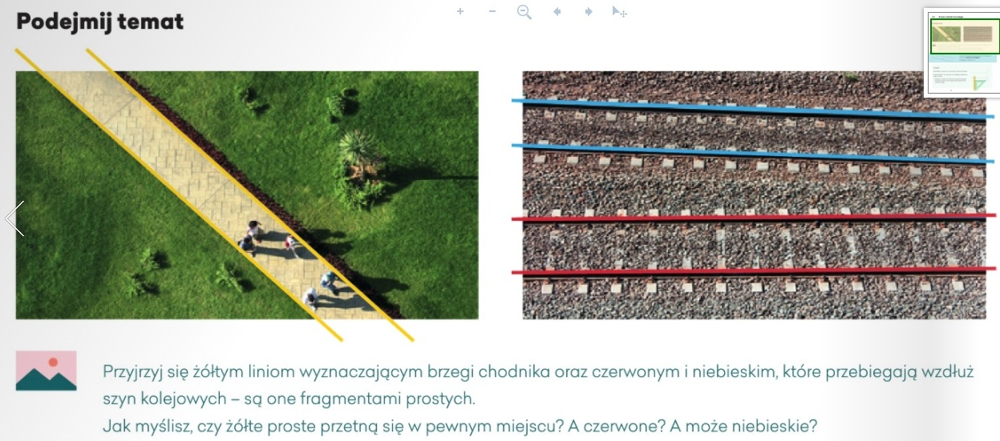 Podejmij temat
Przyjrzyj się żółtym liniom wyznaczającym brzegi chodnika oraz czerwonym i niebieskim, które przebiegają wzdłuż
szyn kolejowych – są one fragmentami prostych.
Jak myślisz, czy żółte proste przetną się w pewnym miejscu? A czerwone? A może niebieskie?